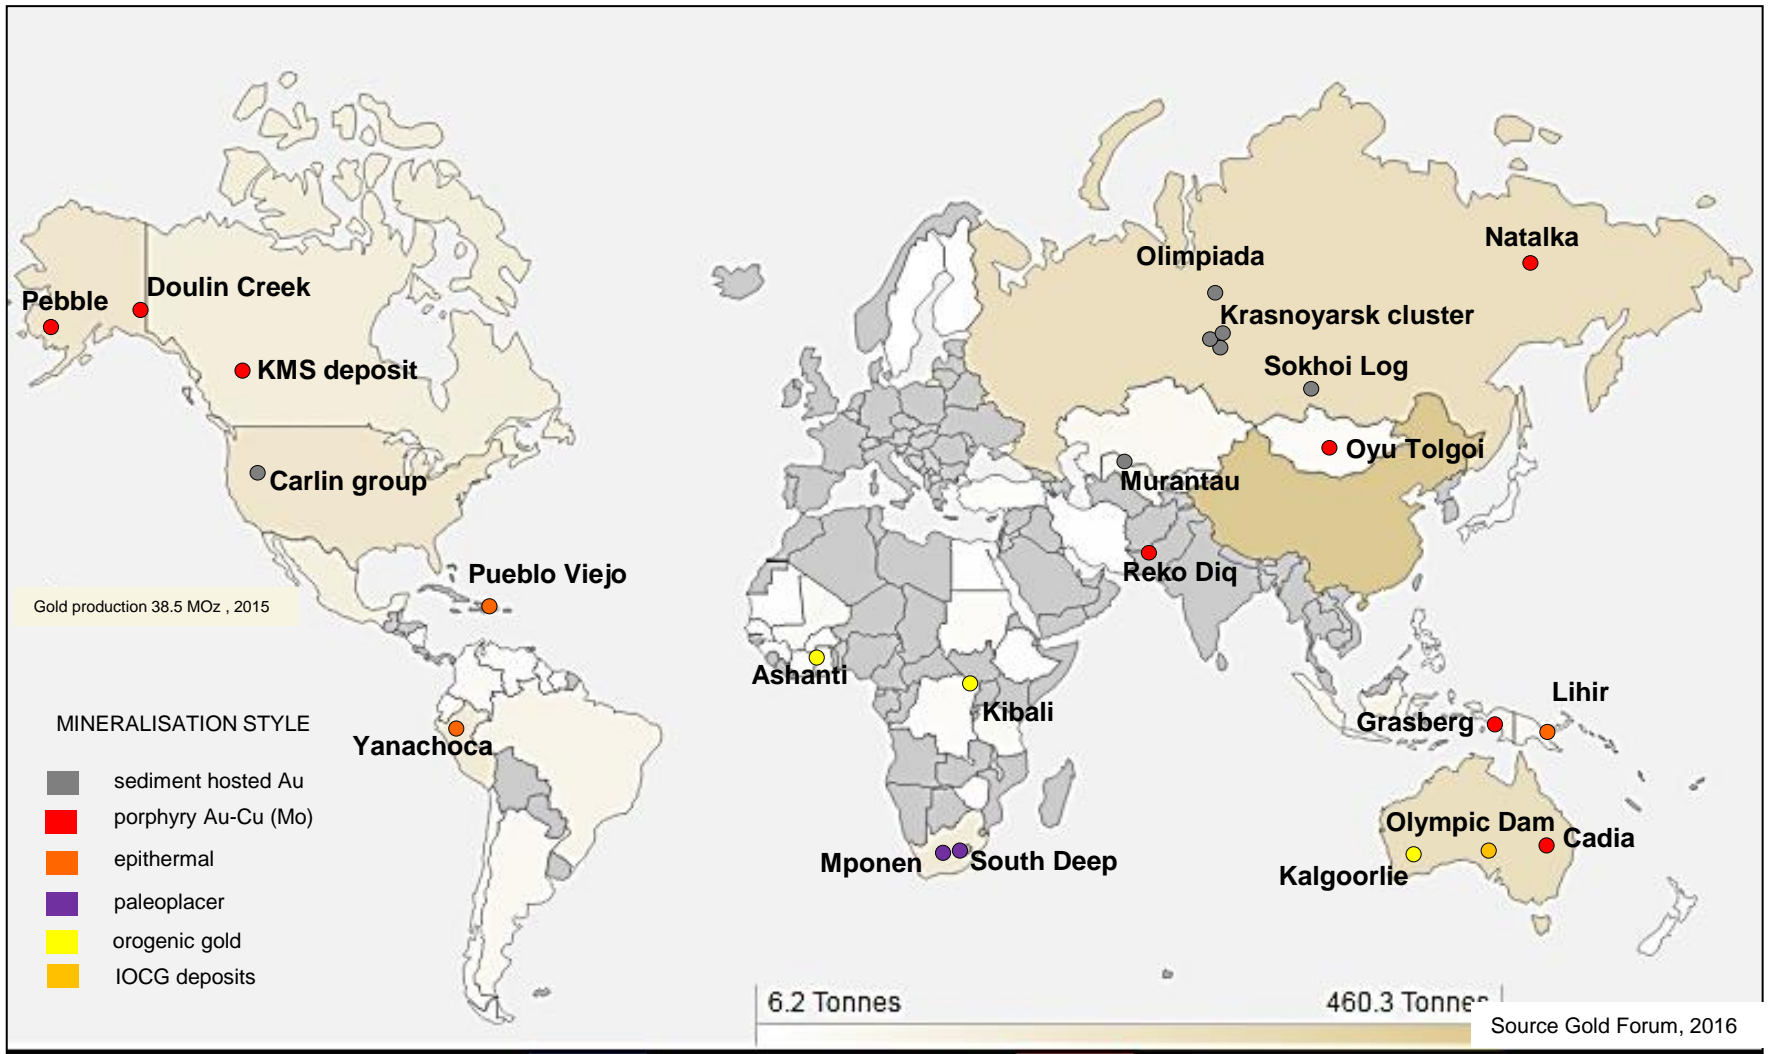 Natalka
Olimpiada
Doulin Creek
Pebble
Krasnoyarsk cluster
KMS deposit
Sokhoi Log
Oyu Tolgoi
Carlin group
Murantau
Pueblo Viejo
Reko Diq
Gold production 38.5 MOz , 2015
Ashanti
Kibali
Lihir
Grasberg
Yanachoca
MINERALISATION STYLE
sediment hosted Au
porphyry Au-Cu (Mo)
epithermal
paleoplacer
orogenic gold
IOCG deposits
Olympic Dam
Cadia
Mponen
South Deep
Kalgoorlie
6.2 Tonnes
460.3 Tonnes
Source Gold Forum, 2016